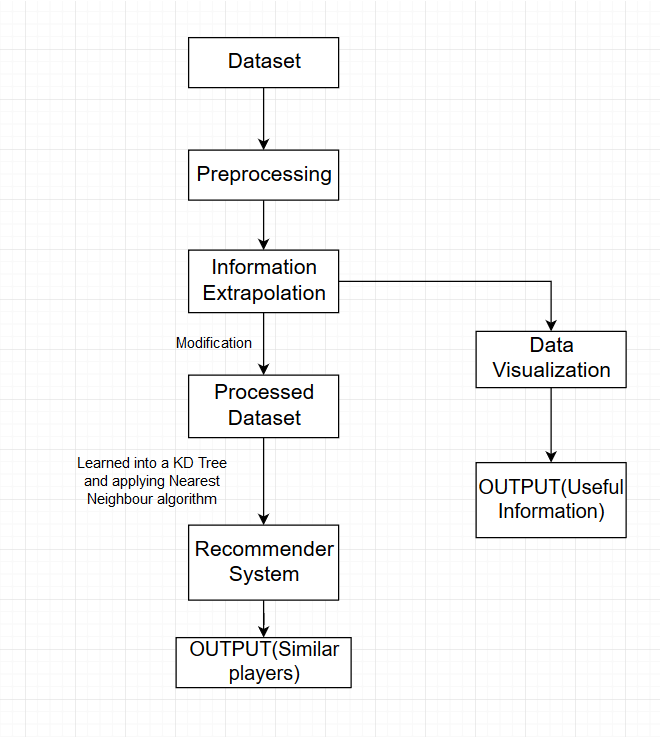 Dataset
Preprocessing
Information
Extrapolation
Modification
Data
Visualization
Processed
Dataset
Learned into a KD Tree
and applying Nearest
Neighbour algorithm
OUTPUT(Useful
Information)
Recommender
System
OUTPUT(Similar
players)